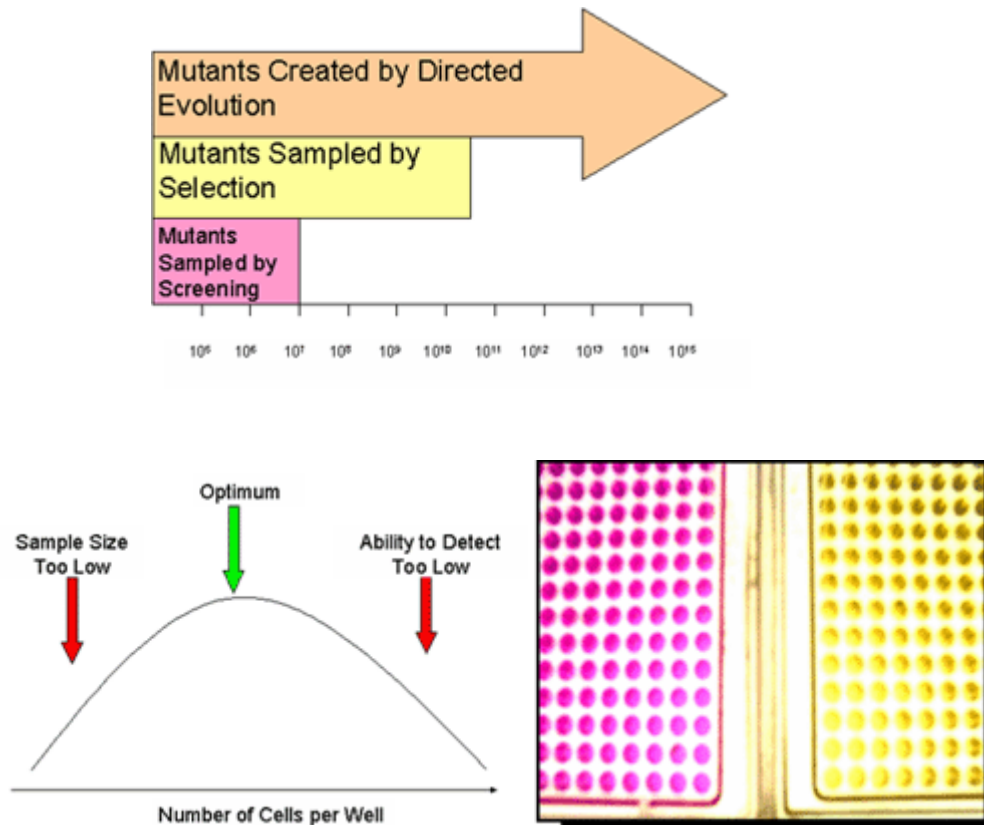 Mutants Created by Directed
Evolution
Mutants Sampled by
Selection
Mutants
Sampled by
Screening
10⁵ 10⁶ 10⁷ 10⁸ 10⁹ 10¹⁰ 10¹¹ 10¹² 10¹³ 10¹⁴ 10¹⁵
Optimum
Sample Size
Too Low
Ability to Detect
Too Low
Number of Cells per Well